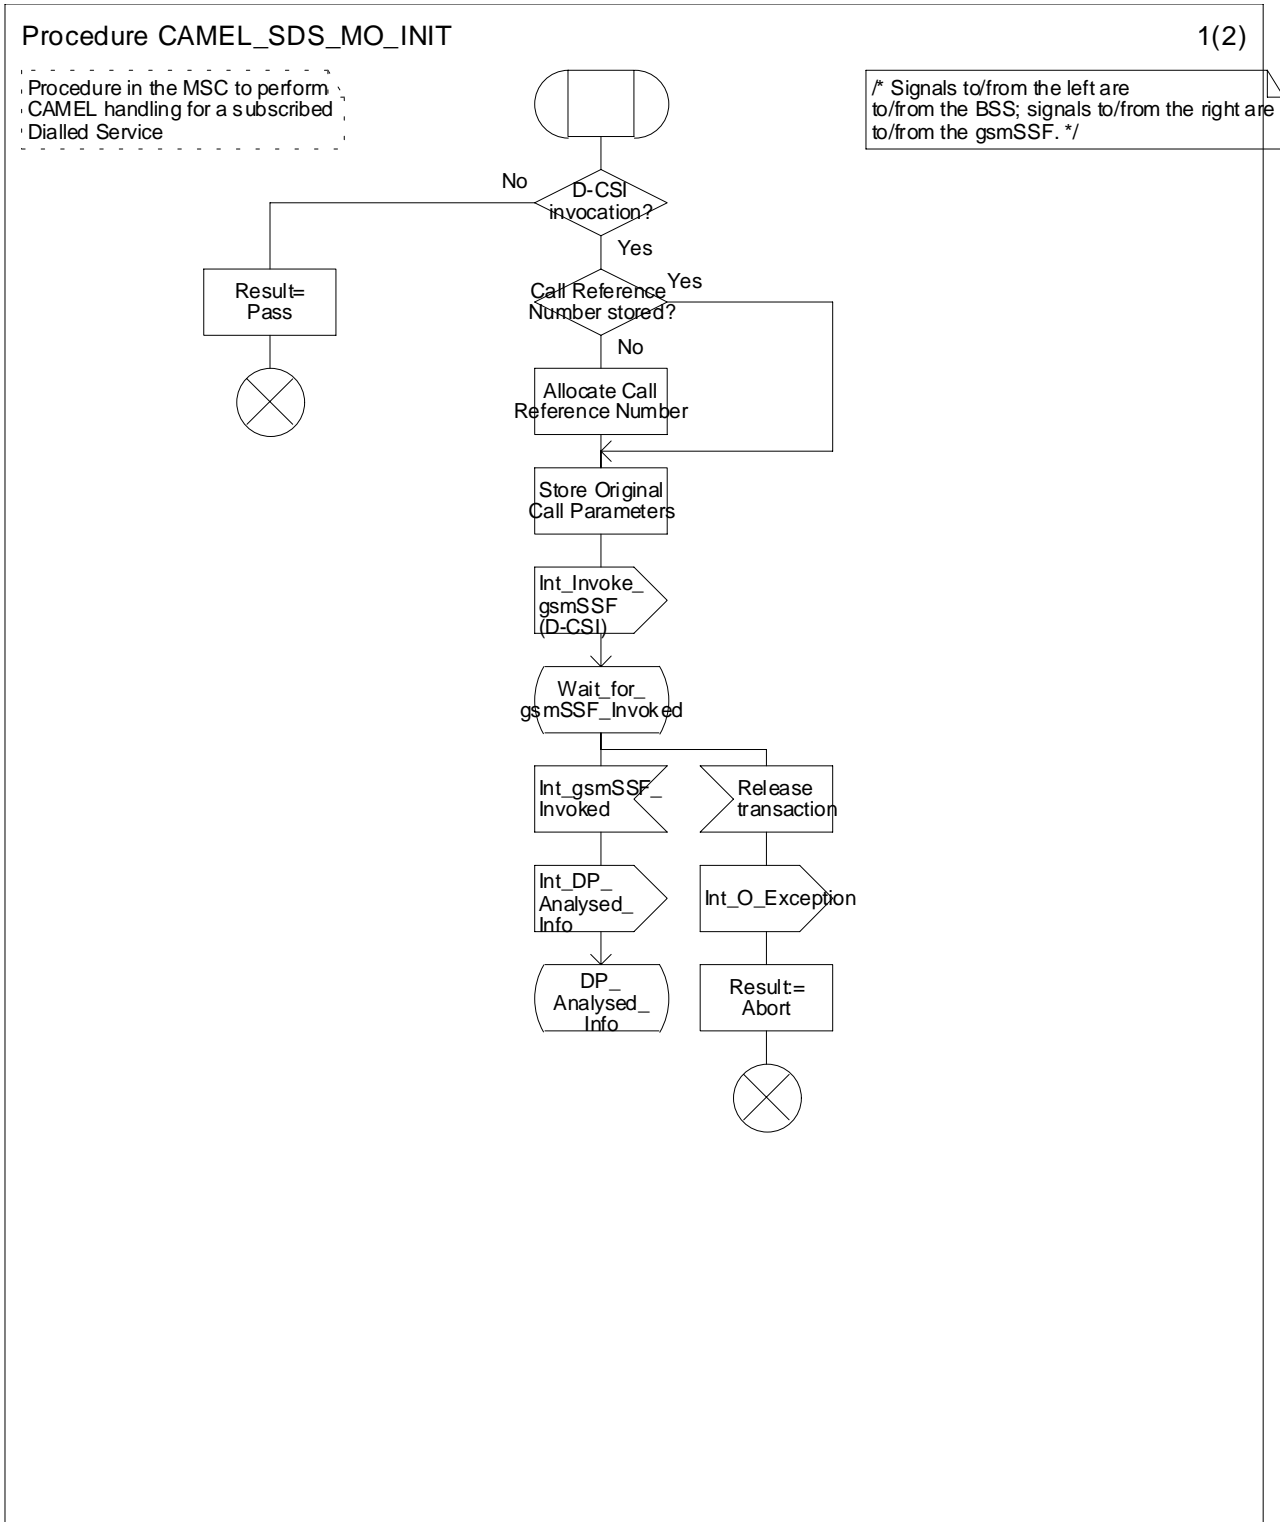 Procedure CAMEL_SDS_MO_INIT
1(2)
Procedure in the MSC to perform
CAMEL handling for a subscribed
Dialled Service
/* Signals to/from the left are
to/from the BSS; signals to/from the right are
to/from the gsmSSF. */
No
D-CSI
invocation?
Yes
Result=
Pass
Call Reference
Number stored?
Yes
No
Allocate Call
Reference Number
Store Original
Call Parameters
Int_Invoke_
gsmSSF
(D-CSI)
Wait_for_
gsmSSF_Invoked
Int_gsmSSF_
Invoked
Release
transaction
Int_DP_
Analysed_
Info
Int_O_Exception
DP_
Analysed_
Info
Result:=
Abort